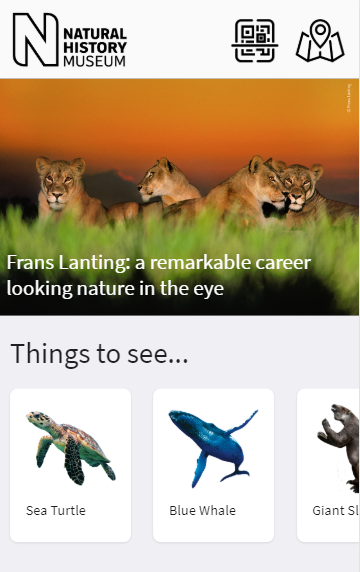 NATURAL
HISTORY
MUSEUM
Frans Lanting: a remarkable career
looking nature in the eye
Things to see...
Sea Turtle
Blue Whale
Giant Sl